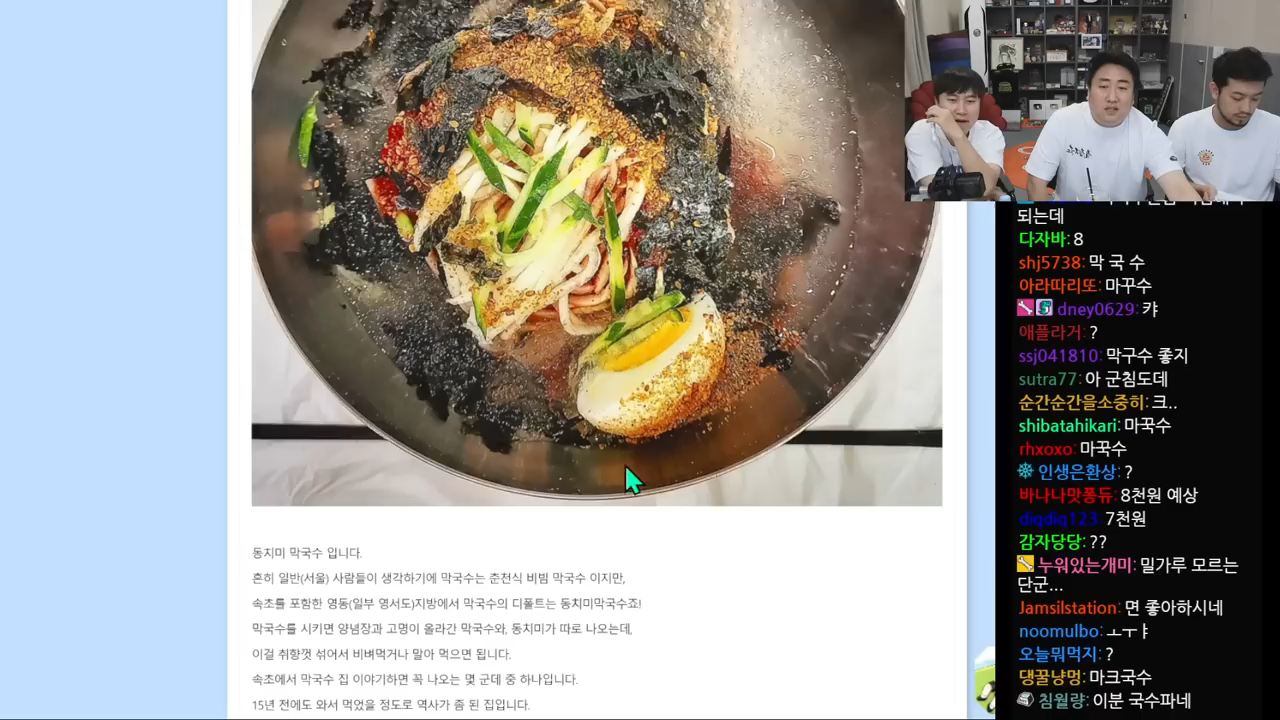 동치미 막국수 입니다.
흔히 일반(서울) 사람들이 생각하기에 막국수는 춘천식 비빔 막국수 이지만,
속초를 포함한 영동(일부 영서도)지방에서 막국수의 디폴트는 동치미막국수죠!
막국수를 시키면 양념장과 고명이 올라간 막국수와, 동치미가 따로 나오는데,
이걸 취향껏 섞어서 비벼먹거나 말아 먹으면 됩니다.
속초에서 막국수 집 이야기하면 꼭 나오는 몇 군데 중 하나입니다.
15년 전에도 와서 먹었을 정도로 역사가 좀 된 집입니다.
되는데
다자바: 8
shj5738: 막 국 수
아라따리또: 마꾸수
dney0629: 캬
애플라거: ?
ssj041810: 막구수 좋지
sutra77: 아 군침도데
순간순간을소중히: 크..
shibatahikari: 마꾹수
rhxoxo: 마꾹수
인생은환상: ?
바나나맛퐁듀: 8천원 예상
diqdiq123: 7천원
감자당당: ??
누워있는개미: 밀가루 모르는
단군...
Jamsilstation: 면 좋아하시네
noomulbo: ㅗㅜㅑ
오늘뭐먹지: ?
댕꿀냥멍: 마크국수
침월량: 이분 국수파네